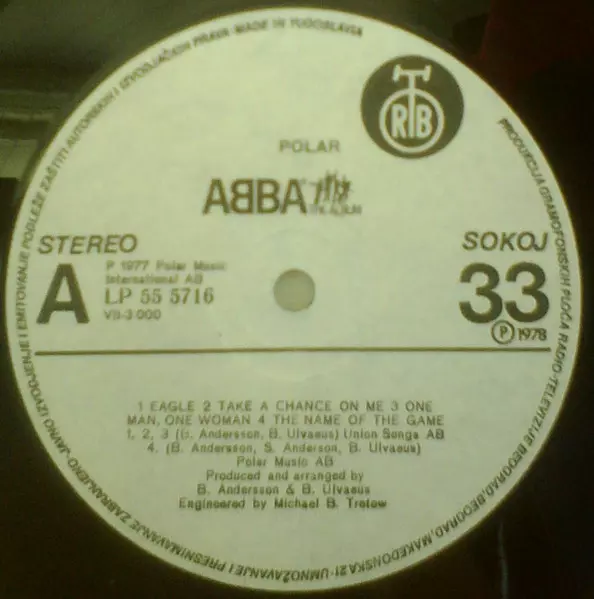 PRODUKCIJA GRAMOFONSKIH PLOČA RADIO-TELEVIZIJE BEOGRAD, BEOGRAD, MAKEDONSKA 21 · UMNOŽAVANJE I PRESNIMAVANJE ZABRANJENO · JAVNO IZVOĐENJE I EMITOVANJE PODLEŽE ZAŠTITI AUTORSKIH I IZVOĐAČKIH PRAVA · MADE IN YUGOSLAVIA
RTB
POLAR
ABBA THE ALBUM
STEREO
SOKOJ
A
P 1977 Polar Music
International AB
LP 55 5716
VII-3 000
33
℗ 1978
1 EAGLE 2 TAKE A CHANCE ON ME 3 ONE
MAN, ONE WOMAN 4 THE NAME OF THE GAME
1, 2, 3 (B. Andersson, B. Ulvaeus) Union Songs AB
4. (B. Andersson, S. Anderson, B. Ulvaeus)
Polar Music AB
Produced and arranged by
B. Andersson & B. Ulvaeus
Engineered by Michael B. Tretow